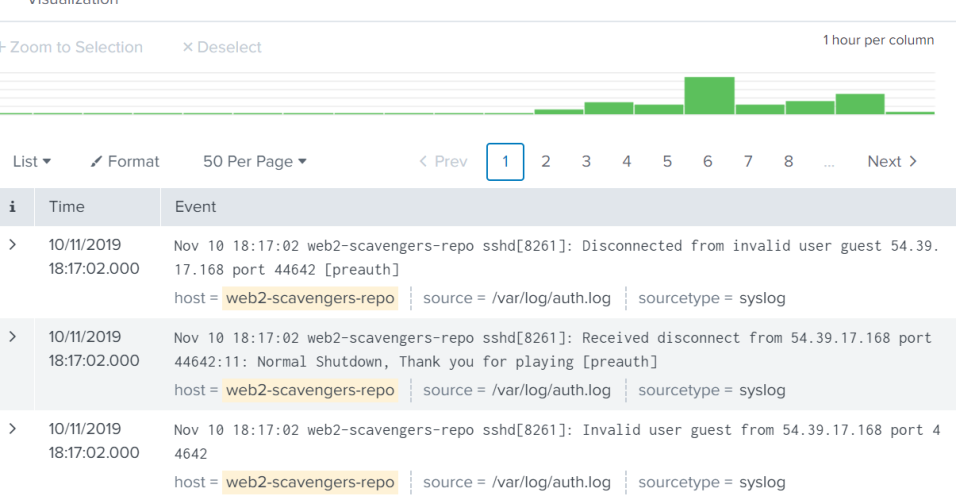 Visualization
+ Zoom to Selection × Deselect 1 hour per column
List Format 50 Per Page < Prev 1 2 3 4 5 6 7 8 ... Next >
i Time Event
> 10/11/2019 Nov 10 18:17:02 web2-scavengers-repo sshd[8261]: Disconnected from invalid user guest 54.39.
18:17:02.000 17.168 port 44642 [preauth]
host = web2-scavengers-repo source = /var/log/auth.log sourcetype = syslog
> 10/11/2019 Nov 10 18:17:02 web2-scavengers-repo sshd[8261]: Received disconnect from 54.39.17.168 port
18:17:02.000 44642:11: Normal Shutdown, Thank you for playing [preauth]
host = web2-scavengers-repo source = /var/log/auth.log sourcetype = syslog
> 10/11/2019 Nov 10 18:17:02 web2-scavengers-repo sshd[8261]: Invalid user guest from 54.39.17.168 port 4
18:17:02.000 4642
host = web2-scavengers-repo source = /var/log/auth.log sourcetype = syslog